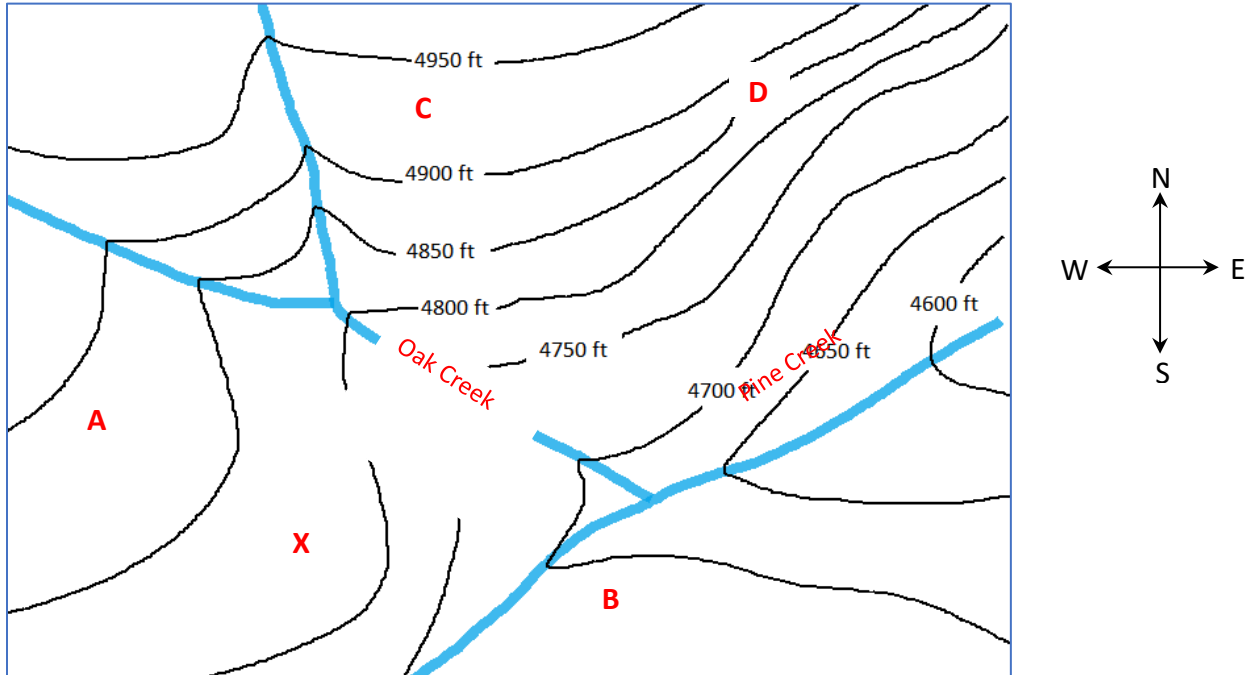 4950 ft
D
C
4900 ft
N
4850 ft
W
E
4800 ft
4600 ft
4750 ft
Oak Creek
Pine Creek
4650 ft
S
4700 ft
A
X
B